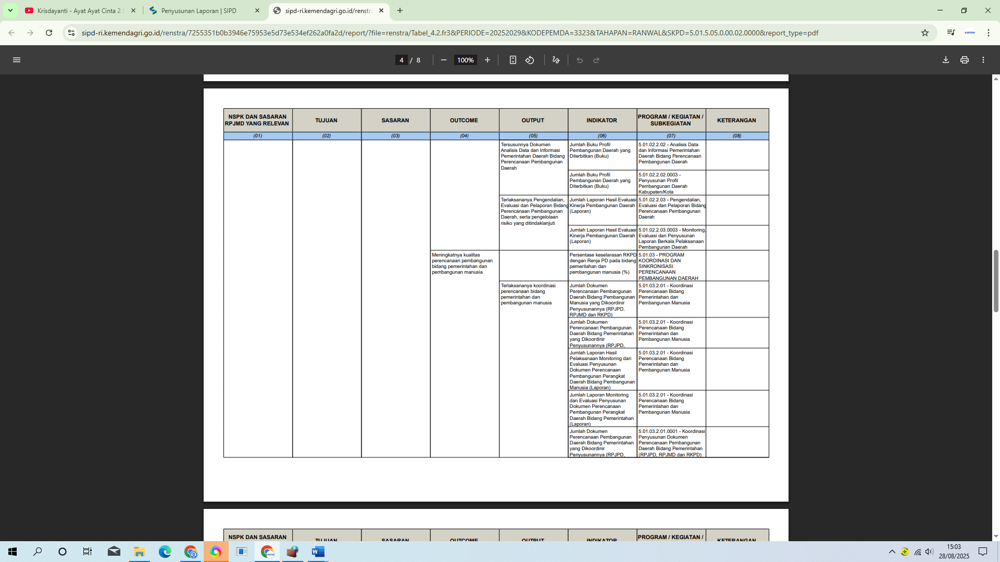 Krisdayanti - Ayat Ayat Cinta 2
Penyusunan Laporan | SIPD
sipd-ri.kemendagri.go.id/renstra
sipd-ri.kemendagri.go.id/renstra/7255351b0b3946e75953e5d73e534ef262a0fa2d/report/?file=renstra/Tabel_4.2.fr3&PERIODE=20252029&KODEPEMDA=3323&TAHAPAN=RANWAL&SKPD=5.01.5.05.0.00.02.0000&report_type=pdf
4 / 8
100%
NSPK DAN SASARAN
RPJMD YANG RELEVAN
TUJUAN
SASARAN
OUTCOME
OUTPUT
INDIKATOR
PROGRAM / KEGIATAN /
SUBKEGIATAN
KETERANGAN
(01)
(02)
(03)
(04)
(05)
(06)
(07)
(08)
Tersusunnya Dokumen
Analisis Data dan Informasi
Pemerintahan Daerah Bidang
Perencanaan Pembangunan
Daerah
Jumlah Buku Profil
Pembangunan Daerah yang
Diterbitkan (Buku)
5.01.02.2.02 - Analisis Data
dan Informasi Pemerintahan
Daerah Bidang Perencanaan
Pembangunan Daerah
Jumlah Buku Profil
Pembangunan Daerah yang
Diterbitkan (Buku)
5.01.02.2.02.0003 -
Penyusunan Profil
Pembangunan Daerah
Kabupaten/Kota
Terlaksananya Pengendalian,
Evaluasi dan Pelaporan Bidang
Perencanaan Pembangunan
Daerah, serta pengelolaan
risiko yang ditindaklanjuti
Jumlah Laporan Hasil Evaluasi
Kinerja Pembangunan Daerah
(Laporan)
5.01.02.2.03 - Pengendalian,
Evaluasi dan Pelaporan Bidang
Perencanaan Pembangunan
Daerah
Jumlah Laporan Hasil Evaluasi
Kinerja Pembangunan Daerah
(Laporan)
5.01.02.2.03.0003 - Monitoring,
Evaluasi dan Penyusunan
Laporan Berkala Pelaksanaan
Pembangunan Daerah
Meningkatnya kualitas
perencanaan pembangunan
bidang pemerintahan dan
pembangunan manusia
Persentase keselarasan RKPD
dengan Renja PD pada bidang
pemeritahan dan
pembangunan manusia (%)
5.01.03 - PROGRAM
KOORDINASI DAN
SINKRONISASI
PERENCANAAN
PEMBANGUNAN DAERAH
Terlaksananya koordinasi
perencanaan bidang
pemerintahan dan
pembangunan manusia
Jumlah Dokumen
Perencanaan Pembangunan
Daerah Bidang Pembangunan
Manusia yang Dikoordinir
Penyusunannya (RPJPD.
RPJMD dan RKPD)
5.01.03.2.01 - Koordinasi
Perencanaan Bidang
Pemerintahan dan
Pembangunan Manusia
Jumlah Dokumen
Perencanaan Pembangunan
Daerah Bidang Pemerintahan
yang Dikoordinir
Penyusunannya (RPJPD,
5.01.03.2.01 - Koordinasi
Perencanaan Bidang
Pemerintahan dan
Pembangunan Manusia
Jumlah Laporan Hasil
Pelaksanaan Monitoring dan
Evaluasi Penyusunan
Dokumen Perencanaan
Pembangunan Perangkat
Daerah Bidang Pembangunan
Manusia (Laporan)
5.01.03.2.01 - Koordinasi
Perencanaan Bidang
Pemerintahan dan
Pembangunan Manusia
Jumlah Laporan Monitoring
dan Evaluasi Penyusunan
Dokumen Perencanaan
Pembangunan Perangkat
Daerah Bidang Pemerintahan
(Laporan)
5.01.03.2.01 - Koordinasi
Perencanaan Bidang
Pemerintahan dan
Pembangunan Manusia
Jumlah Dokumen
Perencanaan Pembangunan
Daerah Bidang Pemerintahan
yang Dikoordinir
Penyusunannya (RPJPD,
5.01.03.2.01.0001 - Koordinasi
Penyusunan Dokumen
Perencanaan Pembangunan
Daerah Bidang Pemerintahan
(RPJPD, RPJMD dan RKPD)
NSPK DAN SASARAN
TUJUAN
SASARAN
OUTCOME
OUTPUT
INDIKATOR
PROGRAM / KEGIATAN /
KETERANGAN
15:03
28/08/2025